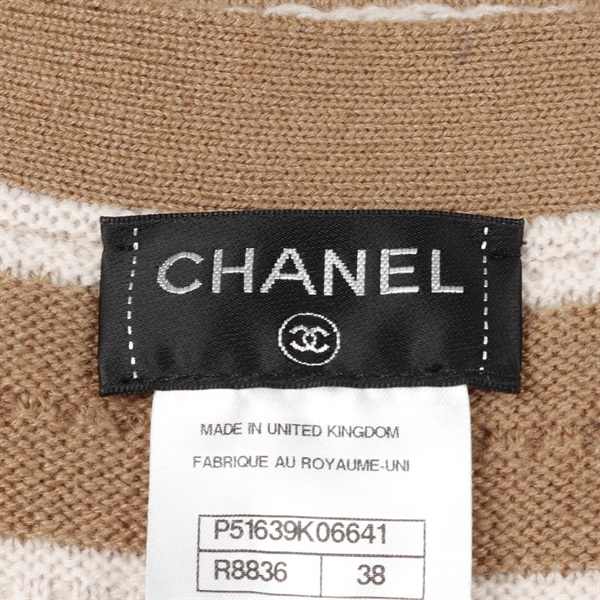 CHANEL
MADE IN UNITED KINGDOM
FABRIQUE AU ROYAUME-UNI
P51639K06641
R8836 38